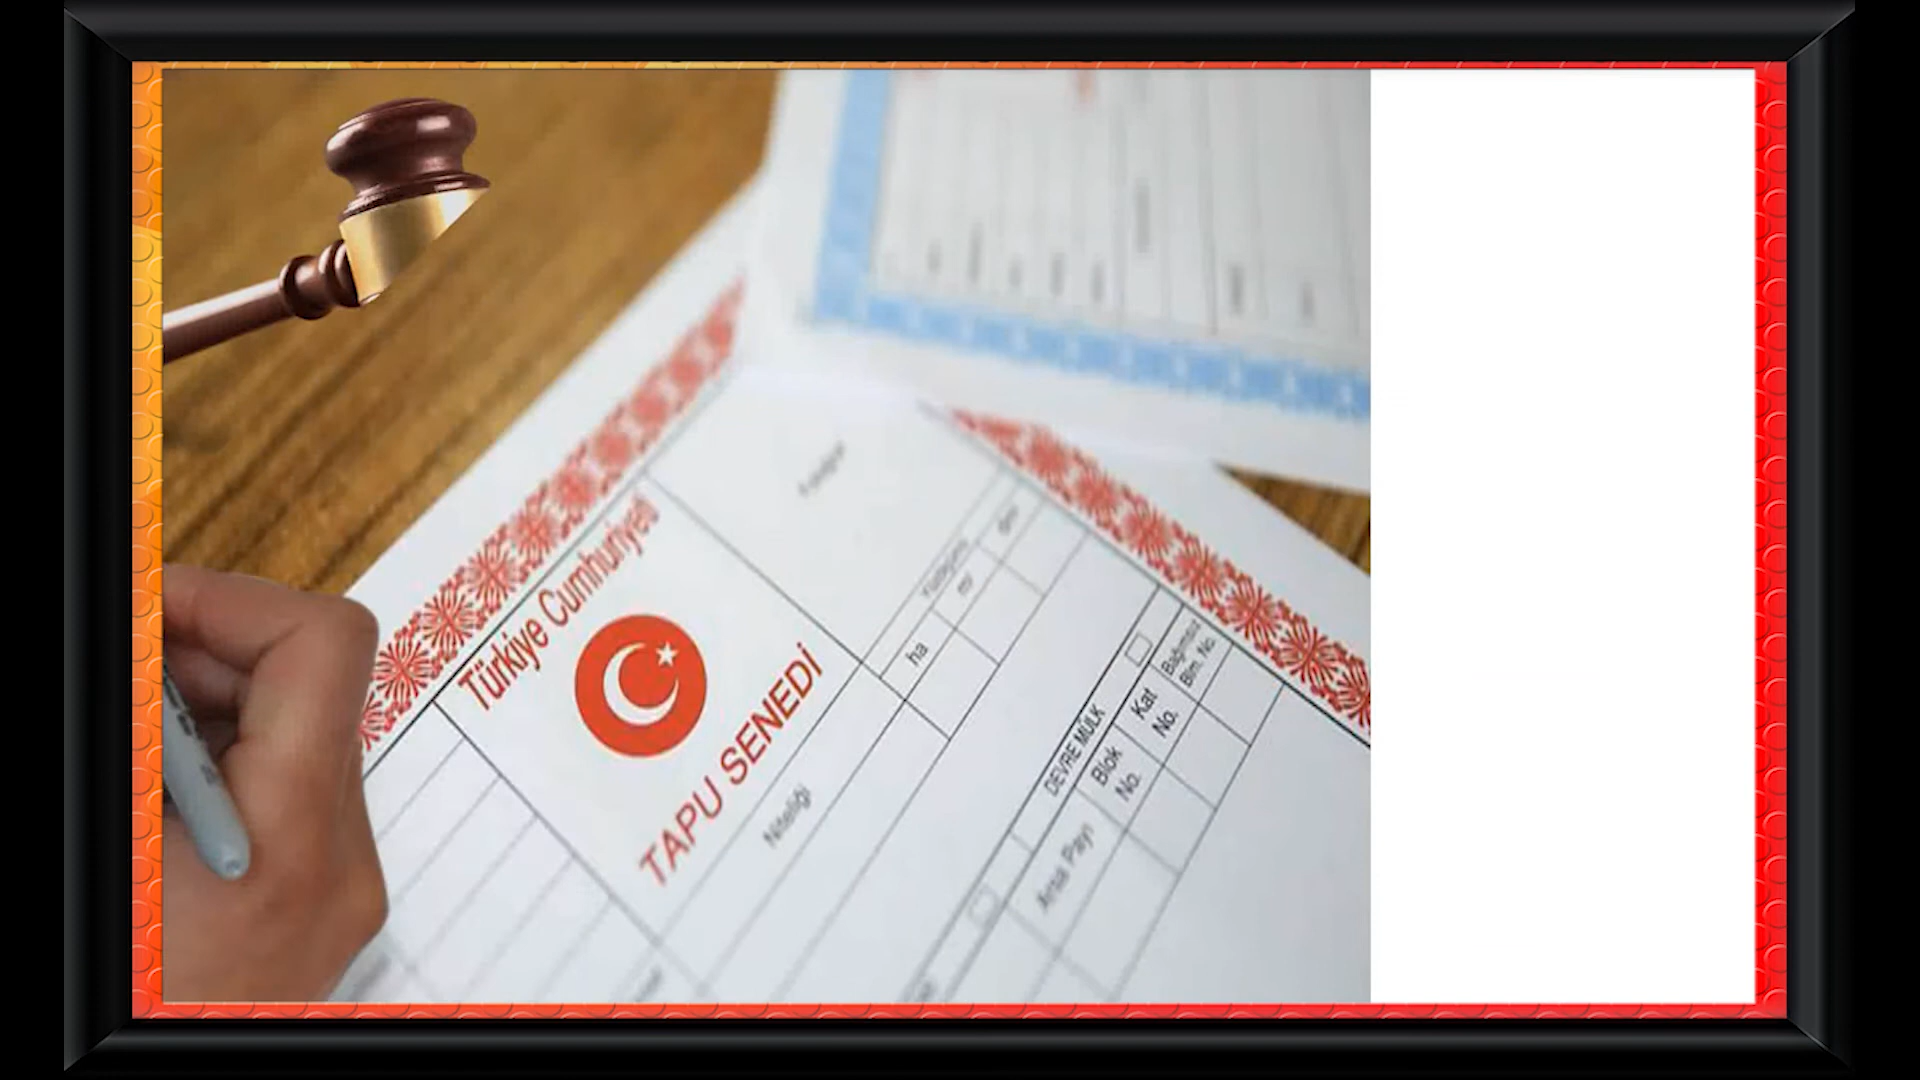 Türkiye Cumhuriyeti
TAPU SENEDİ
Niteliği
ha
DEVRE MÜLK
Arsa Payı
Blok
No.
Kat
No.
Bağımsız
Blm. No.